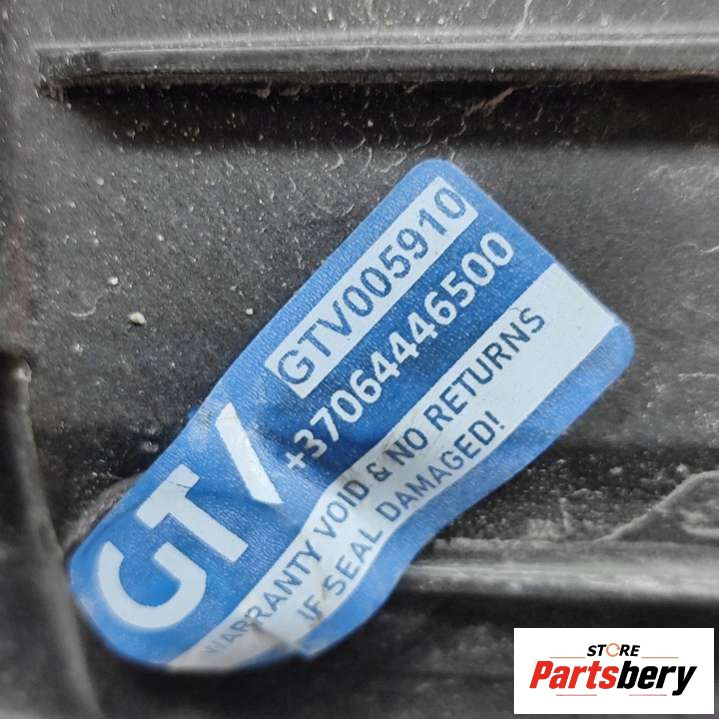 GTV005910
+37064446500
GT/
WARRANTY VOID & NO RETURNS
IF SEAL DAMAGED!
STORE
Partsbery